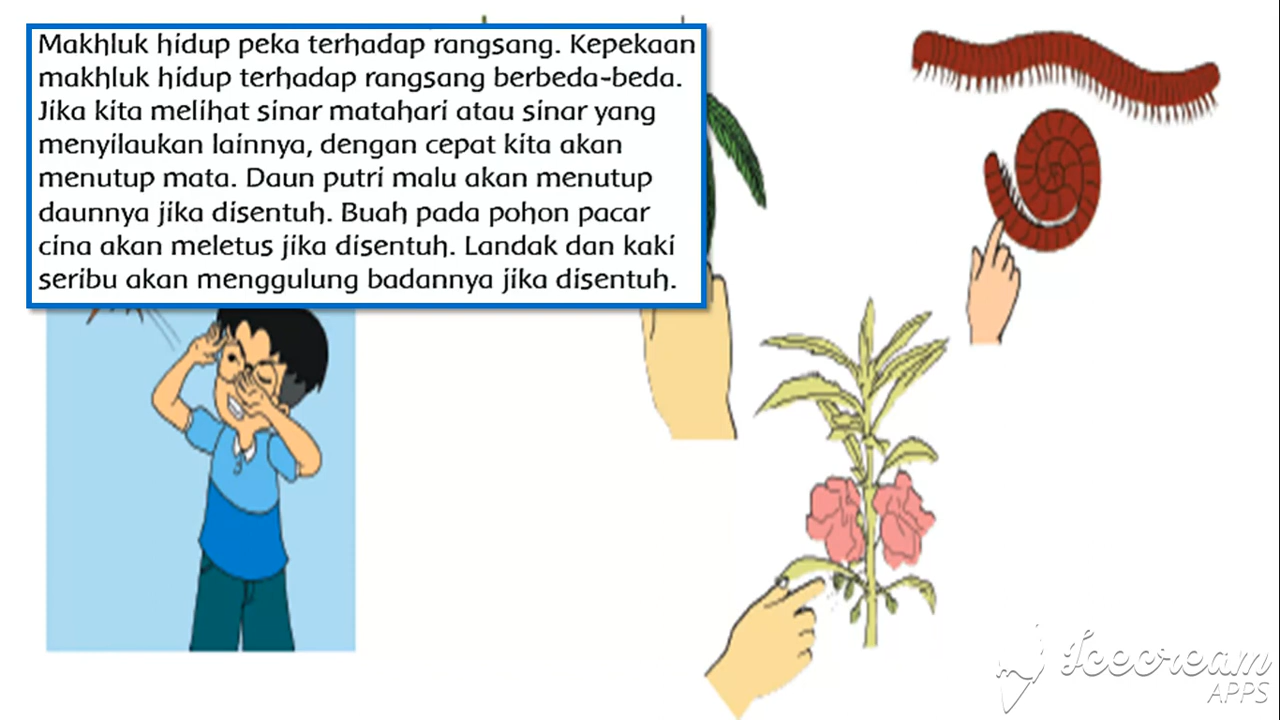 Makhluk hidup peka terhadap rangsang. Kepekaan
makhluk hidup terhadap rangsang berbeda-beda.
Jika kita melihat sinar matahari atau sinar yang
menyilaukan lainnya, dengan cepat kita akan
menutup mata. Daun putri malu akan menutup
daunnya jika disentuh. Buah pada pohon pacar
cina akan meletus jika disentuh. Landak dan kaki
seribu akan menggulung badannya jika disentuh.
Icecream
APPS